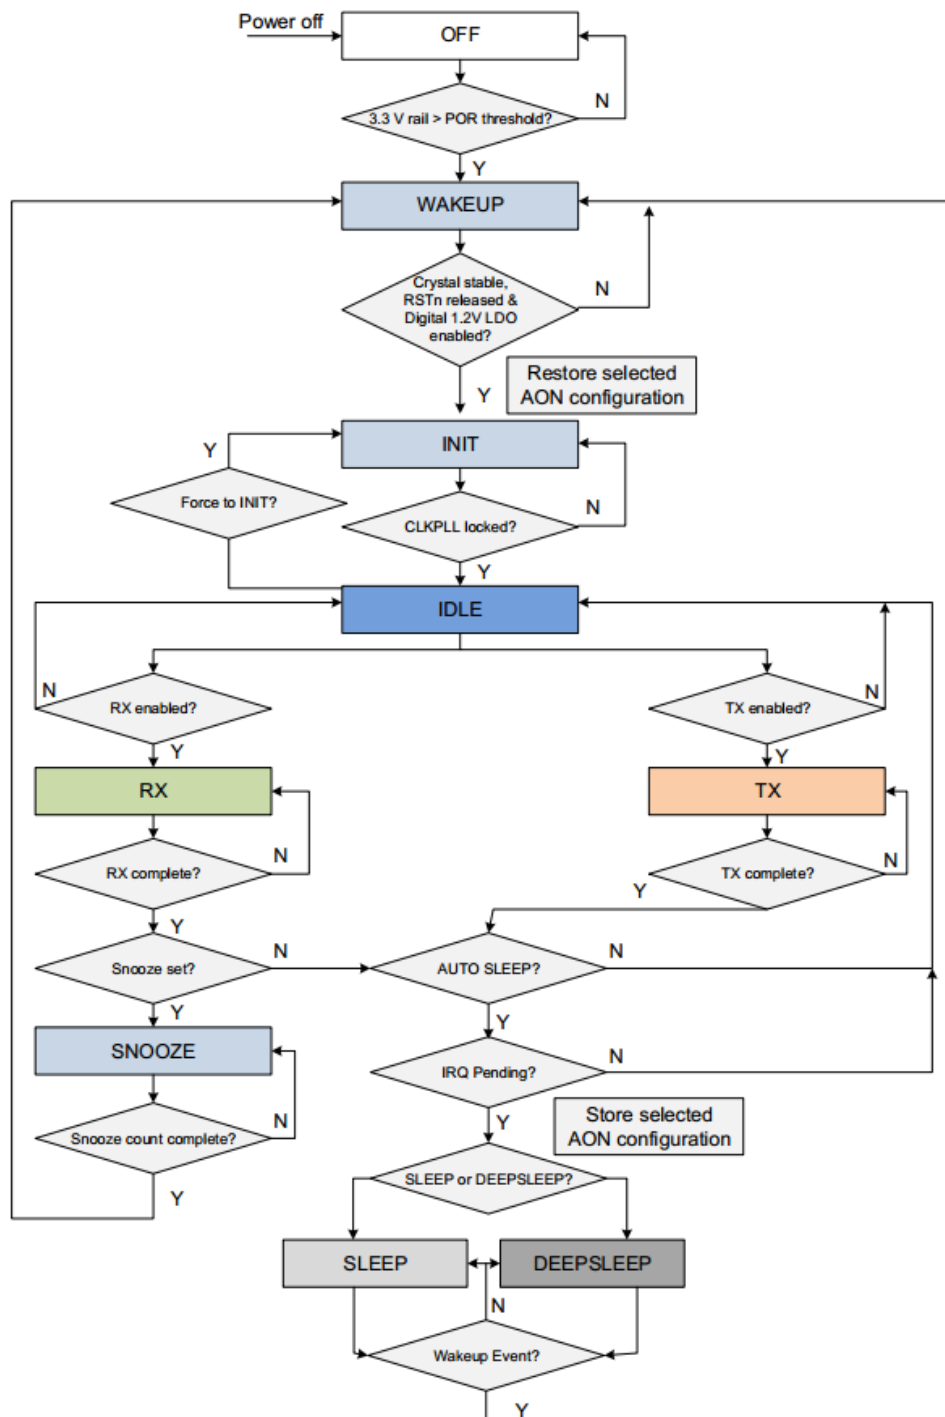 Power off
OFF
N
3.3 V rail > POR threshold?
Y
WAKEUP
Crystal stable,
RSTn released &
Digital 1.2V LDO
enabled?
N
Y
Restore selected
AON configuration
Y
INIT
Force to INIT?
N
CLKPLL locked?
Y
IDLE
N
RX enabled?
TX enabled?
N
Y
Y
RX
TX
RX complete?
N
TX complete?
N
Y
Y
Snooze set?
N
AUTO SLEEP?
N
Y
Y
SNOOZE
IRQ Pending?
N
Snooze count complete?
N
Y
Store selected
AON configuration
Y
SLEEP or DEEPSLEEP?
SLEEP
DEEPSLEEP
N
Wakeup Event?
Y